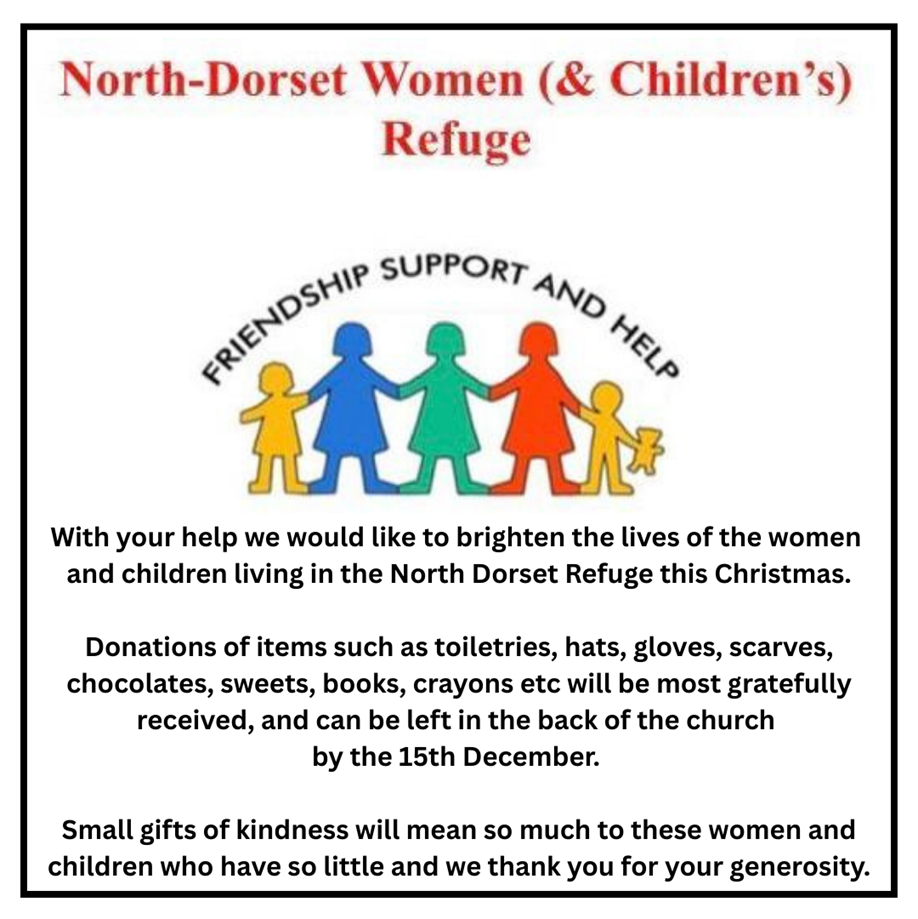 North-Dorset Women (& Children’s)
Refuge
FRIENDSHIP SUPPORT AND HELP
With your help we would like to brighten the lives of the women
and children living in the North Dorset Refuge this Christmas.
Donations of items such as toiletries, hats, gloves, scarves,
chocolates, sweets, books, crayons etc will be most gratefully
received, and can be left in the back of the church
by the 15th December.
Small gifts of kindness will mean so much to these women and
children who have so little and we thank you for your generosity.